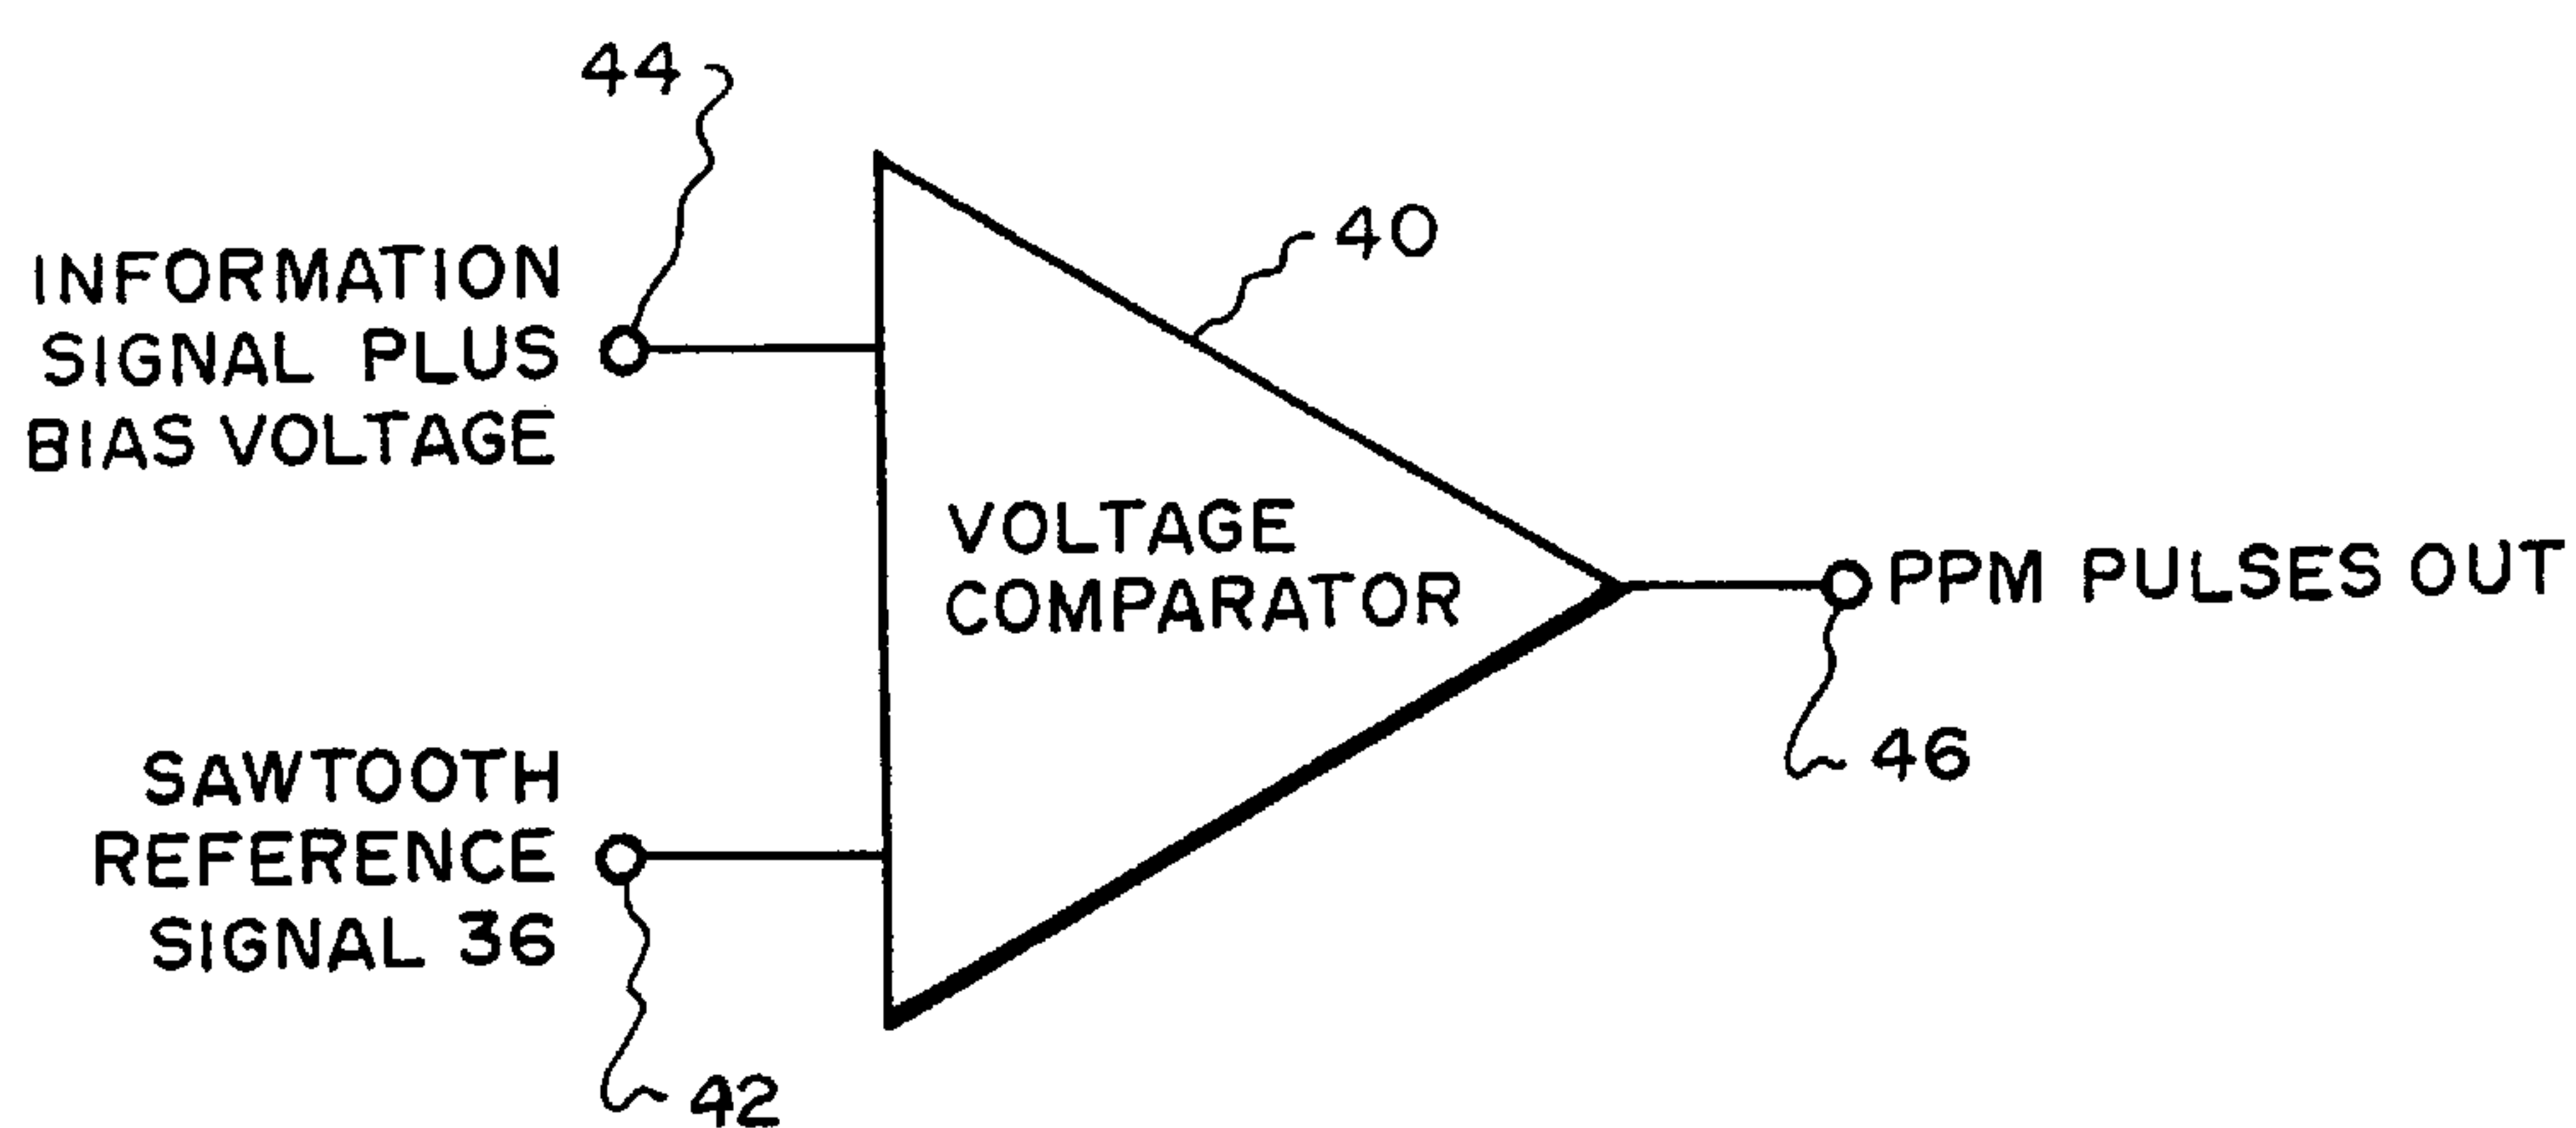 44
40
INFORMATION
SIGNAL PLUS
BIAS VOLTAGE
VOLTAGE
COMPARATOR
PPM PULSES OUT
46
SAWTOOTH
REFERENCE
SIGNAL 36
42